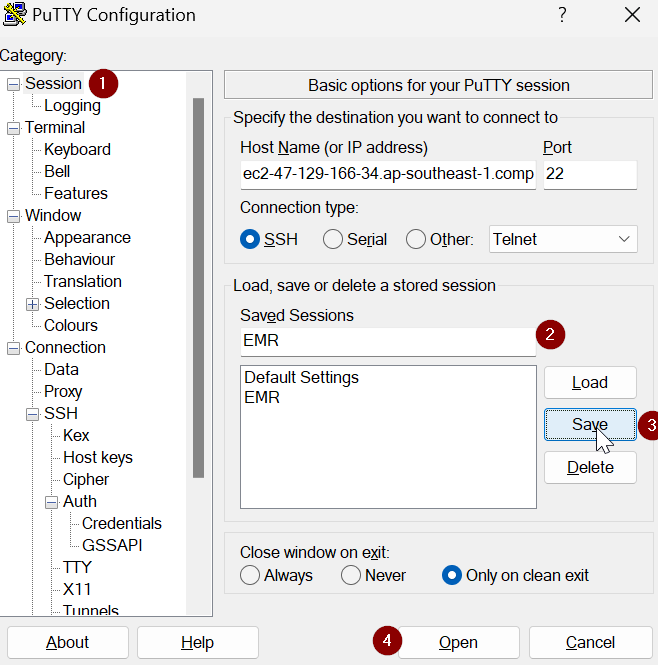 PuTTY Configuration ? ×
Category:
Session 1
Logging
Terminal
Keyboard
Bell
Features
Window
Appearance
Behaviour
Translation
Selection
Colours
Connection
Data
Proxy
SSH
Kex
Host keys
Cipher
Auth
Credentials
GSSAPI
TTY
X11
Tunnels
Basic options for your PuTTY session
Specify the destination you want to connect to
Host Name (or IP address) Port
ec2-47-129-166-34.ap-southeast-1.comp 22
Connection type:
SSH Serial Other: Telnet
Load, save or delete a stored session
Saved Sessions
EMR 2
Default Settings
EMR
Load
Save 3
Delete
Close window on exit:
Always Never Only on clean exit
About Help 4 Open Cancel